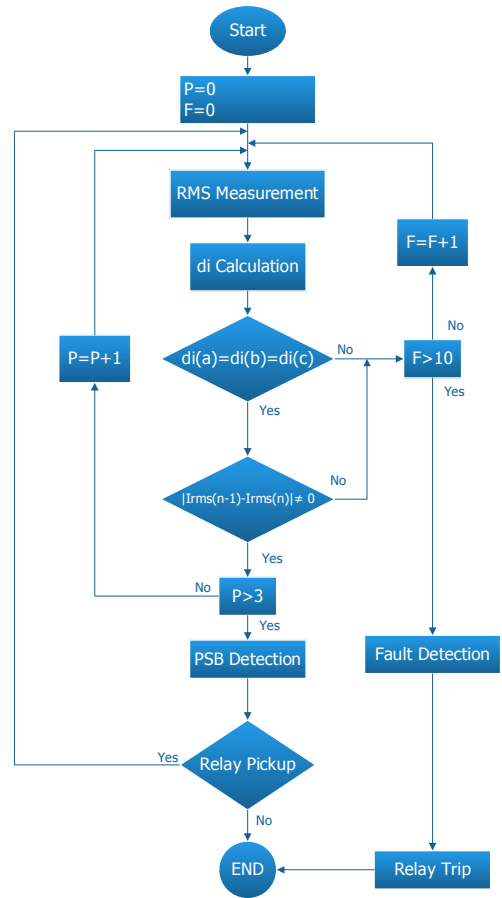 Start
P=0
F=0
RMS Measurement
F=F+1
di Calculation
No
P=P+1
di(a)=di(b)=di(c)
No
F>10
Yes
Yes
|Irms(n-1)-Irms(n)|≠ 0
No
Yes
No
P>3
Yes
PSB Detection
Fault Detection
Yes
Relay Pickup
No
END
Relay Trip